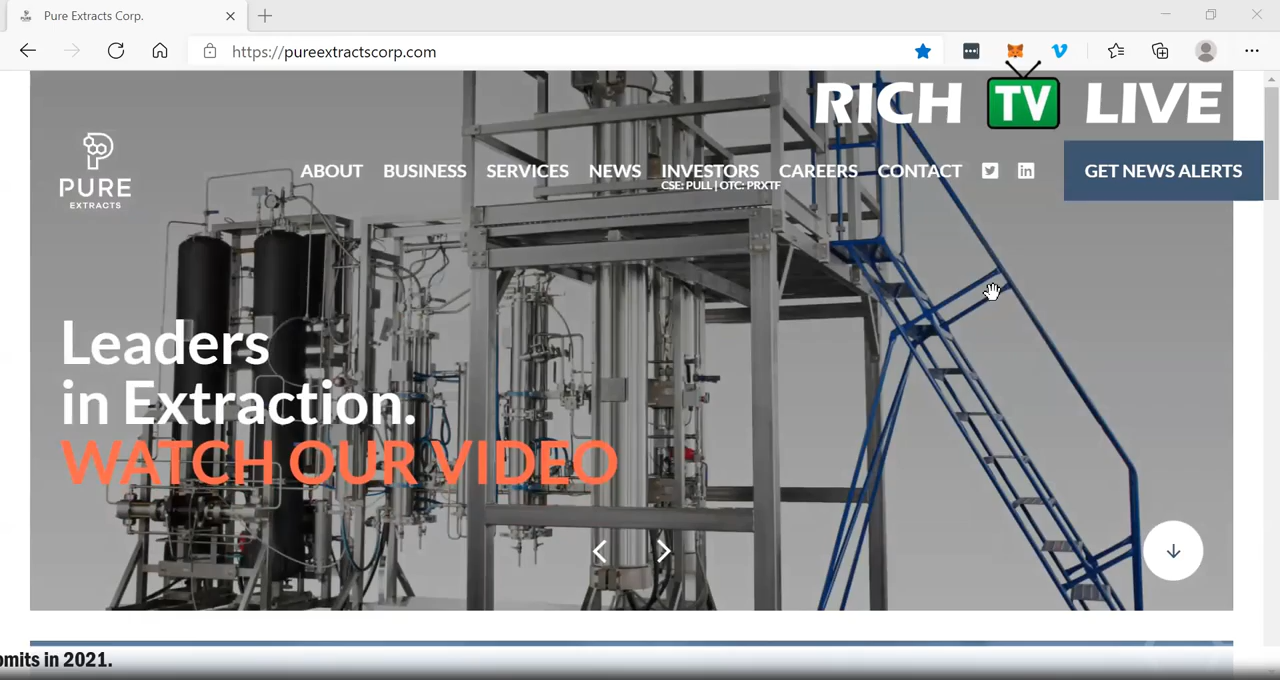 Pure Extracts Corp.
https://pureextractscorp.com
RICH TV LIVE
PURE
EXTRACTS
ABOUT BUSINESS SERVICES NEWS INVESTORS CAREERS CONTACT GET NEWS ALERTS
CSE: PULL | OTC: PRXTF
Leaders
in Extraction.
WATCH OUR VIDEO
omits in 2021.